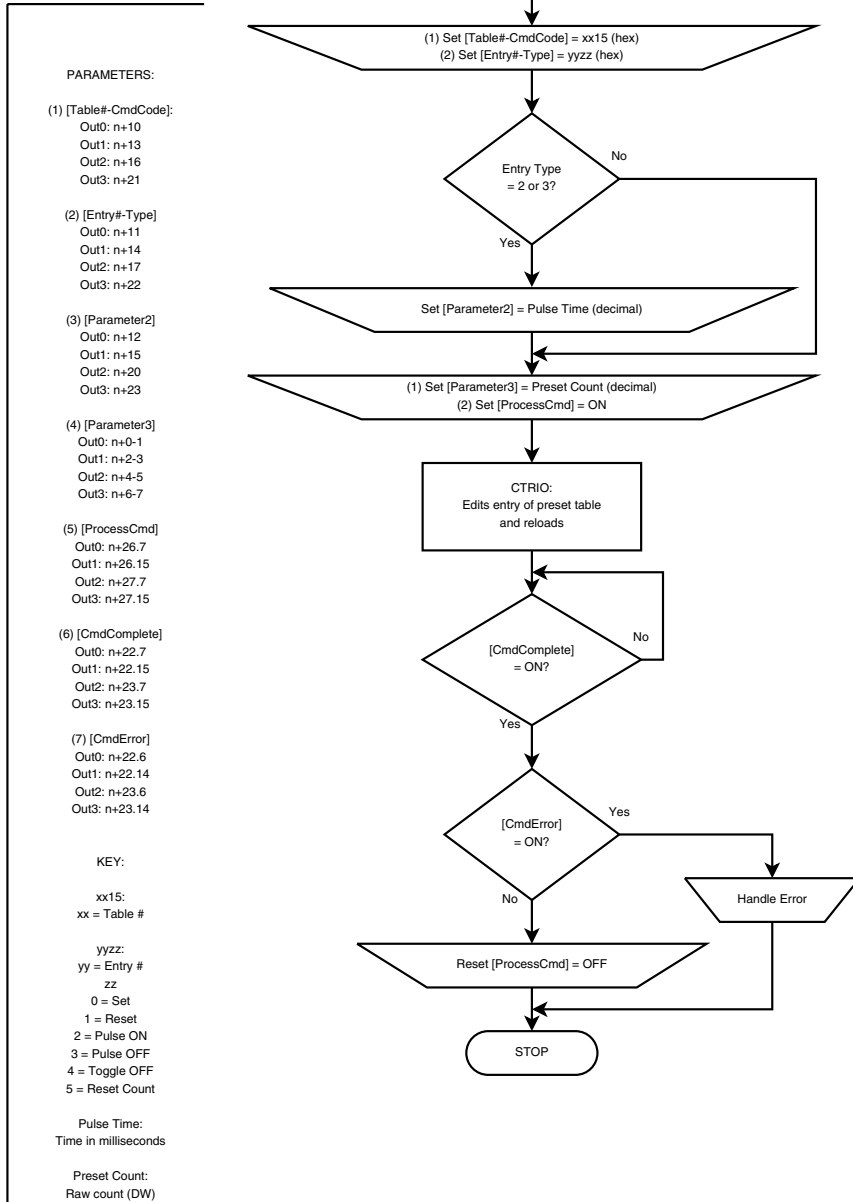 PARAMETERS:
(1) [Table#-CmdCode]:
Out0: n+10
Out1: n+13
Out2: n+16
Out3: n+21
(2) [Entry#-Type]
Out0: n+11
Out1: n+14
Out2: n+17
Out3: n+22
(3) [Parameter2]
Out0: n+12
Out1: n+15
Out2: n+20
Out3: n+23
(4) [Parameter3]
Out0: n+0-1
Out1: n+2-3
Out2: n+4-5
Out3: n+6-7
(5) [ProcessCmd]
Out0: n+26.7
Out1: n+26.15
Out2: n+27.7
Out3: n+27.15
(6) [CmdComplete]
Out0: n+22.7
Out1: n+22.15
Out2: n+23.7
Out3: n+23.15
(7) [CmdError]
Out0: n+22.6
Out1: n+22.14
Out2: n+23.6
Out3: n+23.14
KEY:
xx15:
xx = Table #
yyzz:
yy = Entry #
zz
0 = Set
1 = Reset
2 = Pulse ON
3 = Pulse OFF
4 = Toggle OFF
5 = Reset Count
Pulse Time:
Time in milliseconds
Preset Count:
Raw count (DW)
(1) Set [Table#-CmdCode] = xx15 (hex)
(2) Set [Entry#-Type] = yyzz (hex)
Entry Type
= 2 or 3?
No
Yes
Set [Parameter2] = Pulse Time (decimal)
(1) Set [Parameter3] = Preset Count (decimal)
(2) Set [ProcessCmd] = ON
CTRIO:
Edits entry of preset table
and reloads
[CmdComplete]
= ON?
No
Yes
[CmdError]
= ON?
Yes
No
Handle Error
Reset [ProcessCmd] = OFF
STOP